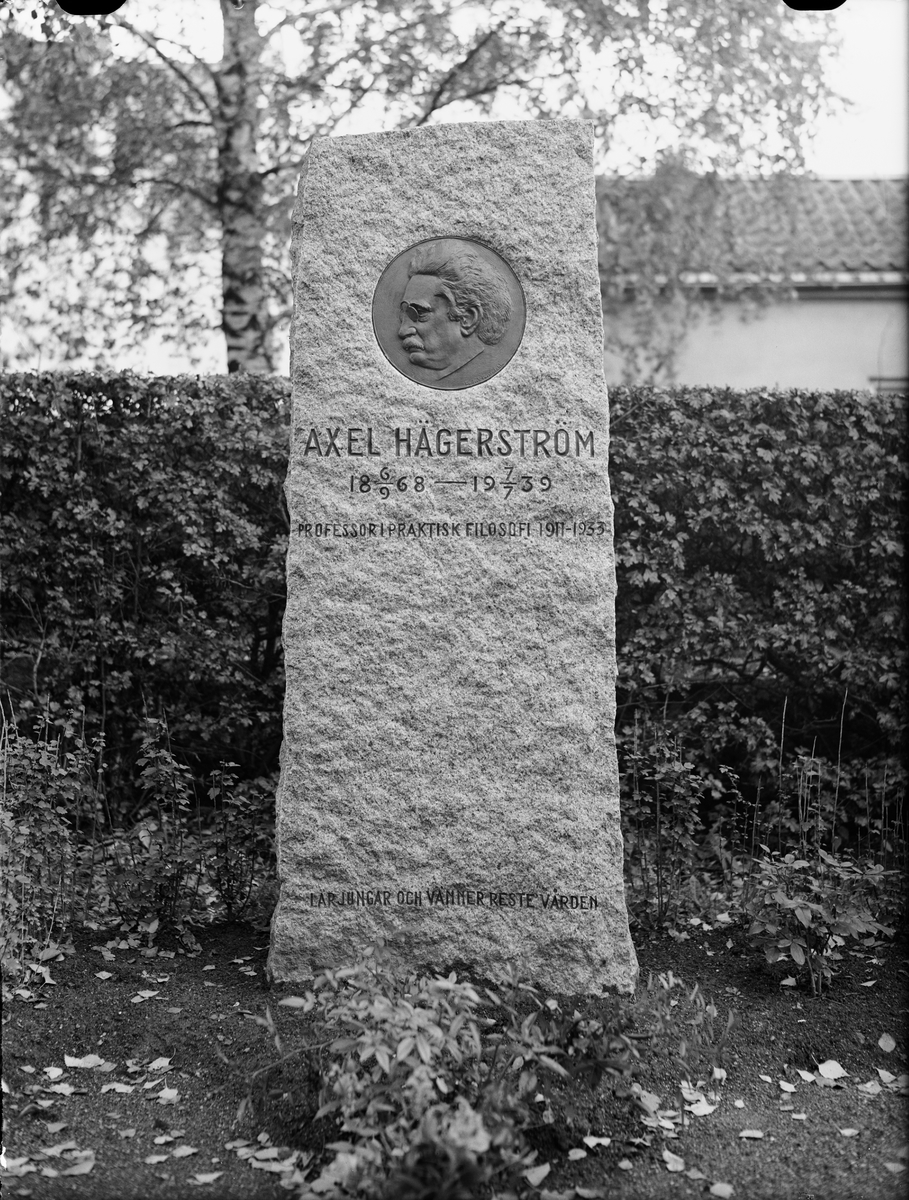 AXEL HÄGERSTRÖM
18 6/9 68 — 19 7/7 39
PROFESSOR I PRAKTISK FILOSOFI 1911-1933
LÄRJUNGAR OCH VÄNNER RESTE VÅRDEN